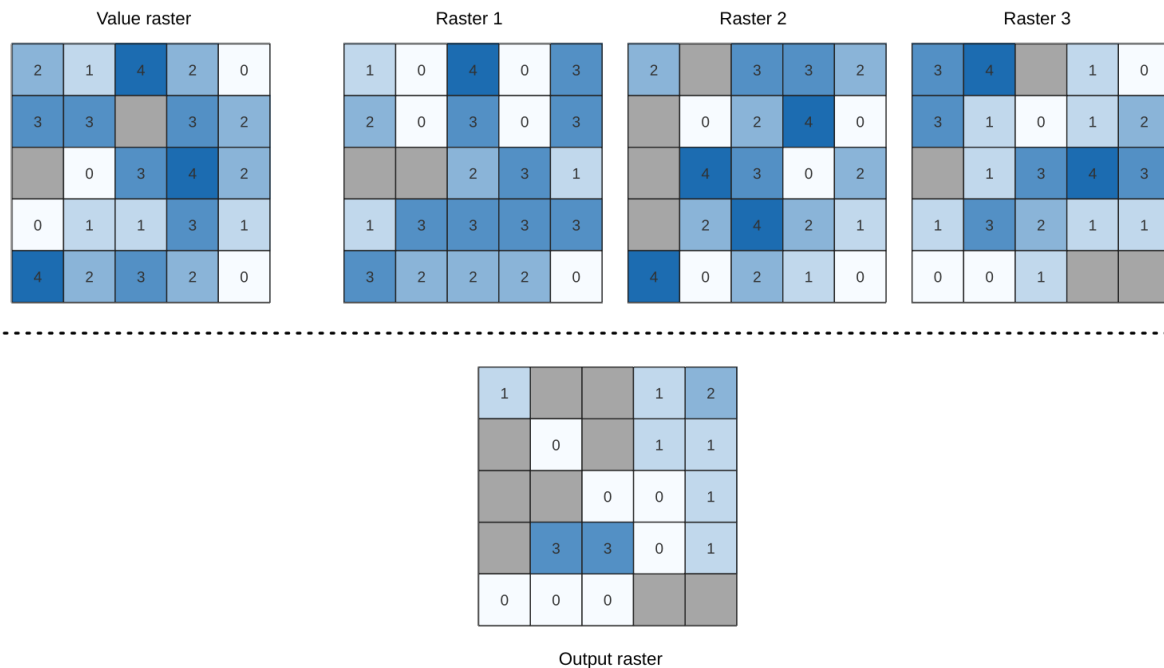 Value raster Raster 1 Raster 2 Raster 3
2 1 4 2 0 1 0 4 0 3 2 3 3 2 3 4 1 0
3 3 3 2 2 0 3 0 3 0 2 4 0 3 1 0 1 2
0 3 4 2 2 3 1 4 3 0 2 1 3 4 3
0 1 1 3 1 1 3 3 3 3 2 4 2 1 1 3 2 1 1
4 2 3 2 0 3 2 2 2 0 4 0 2 1 0 0 0 1
1 1 2
0 1 1
0 0 1
3 3 0 1
0 0 0
Output raster